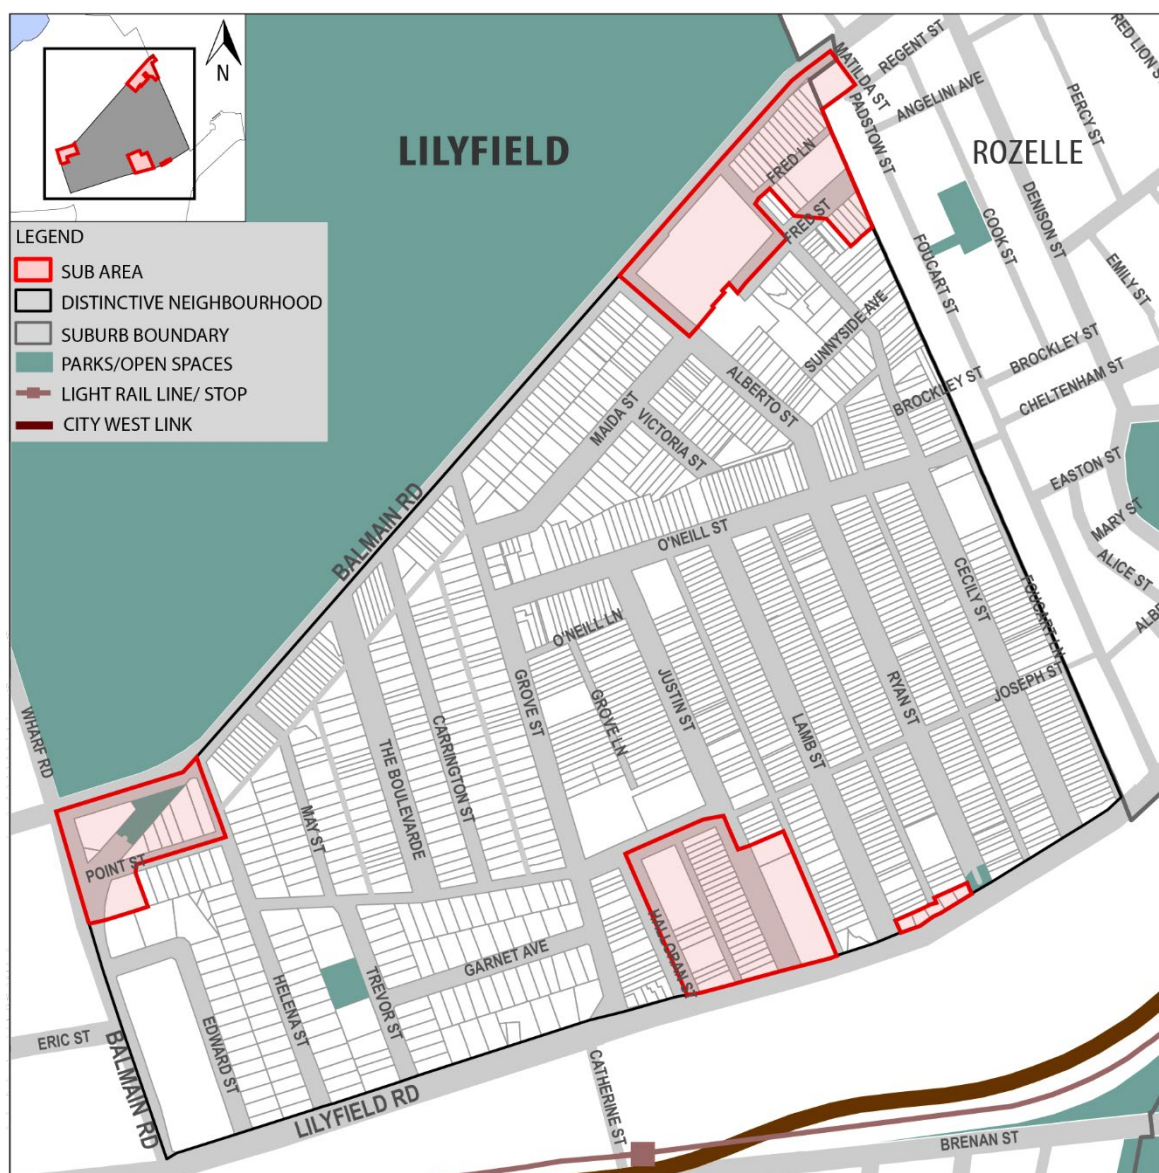 N
LEGEND
SUB AREA
DISTINCTIVE NEIGHBOURHOOD
SUBURB BOUNDARY
PARKS/OPEN SPACES
LIGHT RAIL LINE/ STOP
CITY WEST LINK
LILYFIELD
ROZELLE
MATILDA ST
REGENT ST
RED LION S
PADSTOW ST
ANGELINI AVE
PERCY ST
FRED LN
FRED ST
DENISON ST
COOK ST
FOUCART ST
EMILY ST
SUNNYSIDE AVE
BROCKLEY ST
BROCKLEY ST
CHELTENHAM ST
ALBERTO ST
MAIDA ST
VICTORIA ST
EASTON ST
MARY ST
ALICE ST
ALBE
BALMAIN RD
O'NEILL ST
CECILY ST
FOUCART LN
O'NEILL LN
JOSEPH ST
GROVE ST
GROVE LN
JUSTIN ST
RYAN ST
LAMB ST
WHARF RD
CARRINGTON ST
THE BOULEVARDE
MAY ST
POINT ST
HALLORAN ST
GARNET AVE
TREVOR ST
HELENA ST
EDWARD ST
ERIC ST
BALMAIN RD
LILYFIELD RD
CATHERINE ST
BRENAN ST